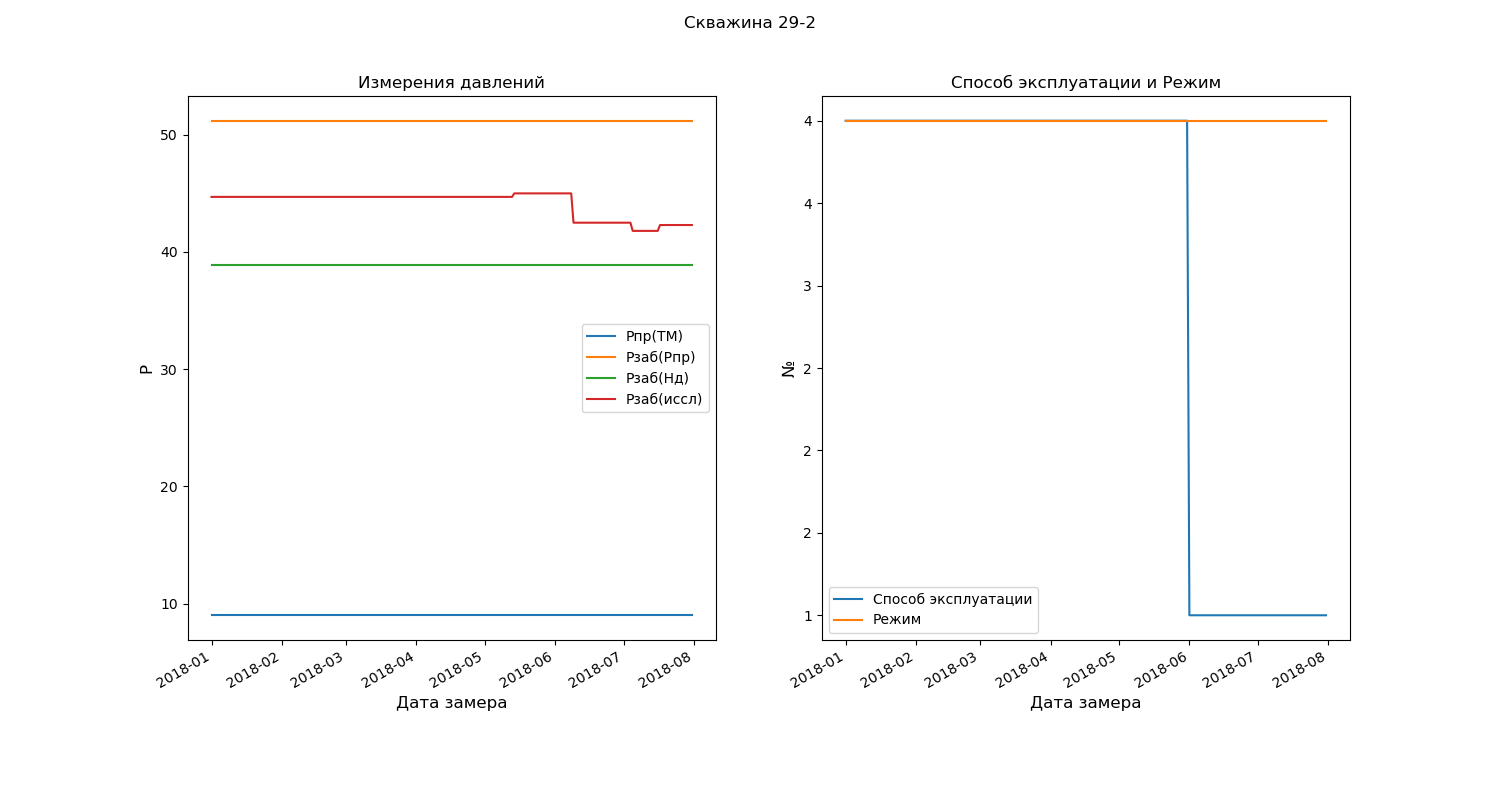 Скважина 29-2
Измерения давлений
50
40
30
20
10
P
Рпр(ТМ)
Рзаб(Рпр)
Рзаб(Нд)
Рзаб(иссл)
2018-01
2018-02
2018-03
2018-04
2018-05
2018-06
2018-07
2018-08
Дата замера
Способ эксплуатации и Режим
4
4
3
2
2
2
1
№
Способ эксплуатации
Режим
2018-01
2018-02
2018-03
2018-04
2018-05
2018-06
2018-07
2018-08
Дата замера